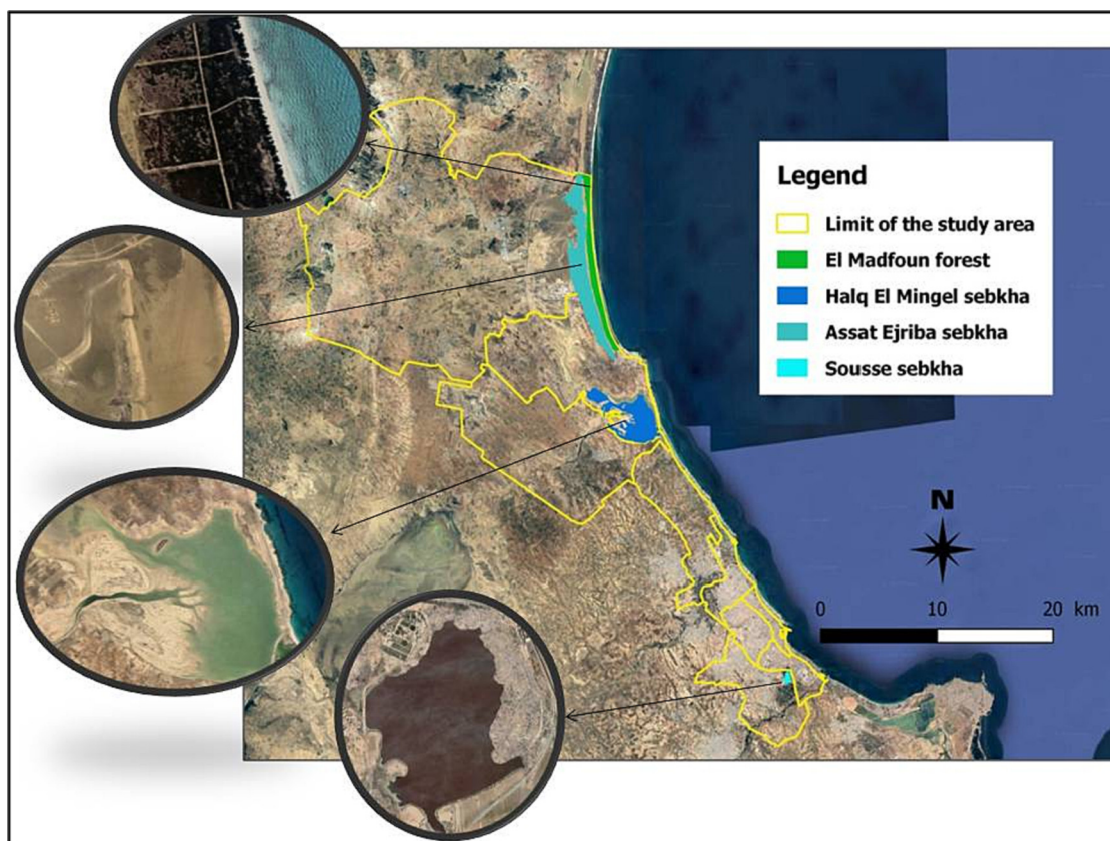 Legend
Limit of the study area
El Madfoun forest
Halq El Mingel sebkha
Assat Ejriba sebkha
Sousse sebkha
N
0 10 20 km